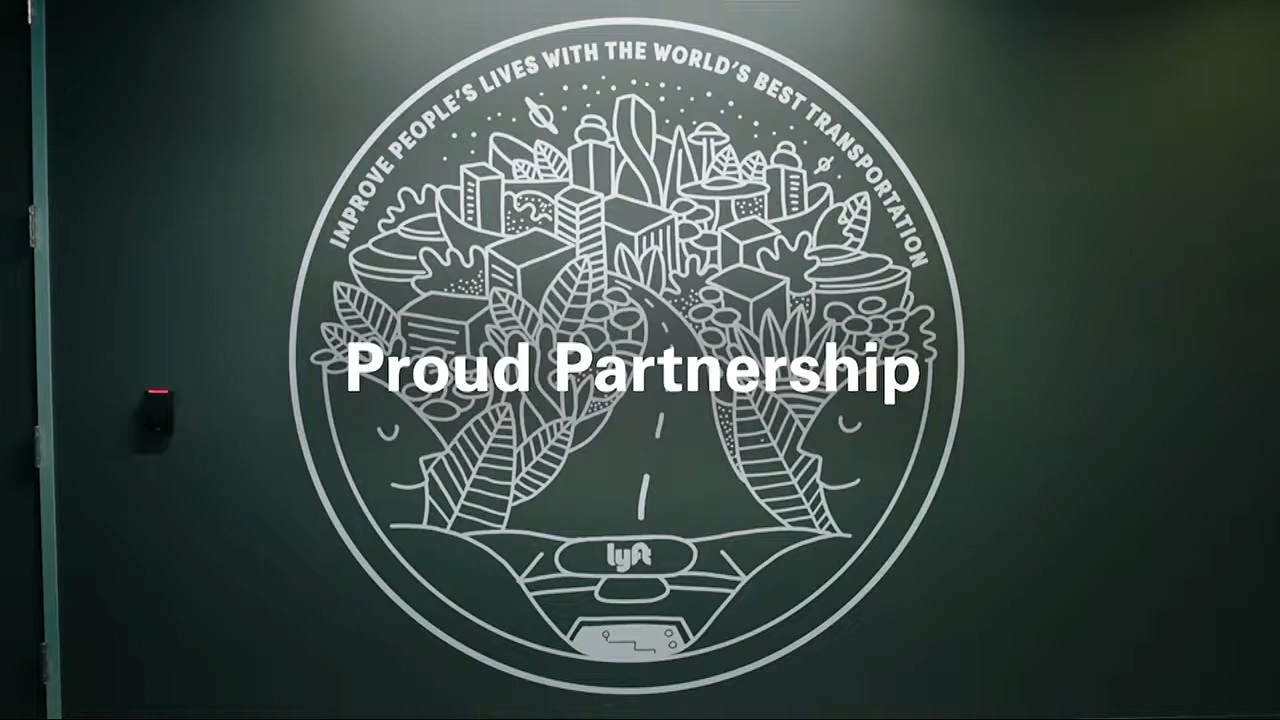 IMPROVE PEOPLE'S LIVES WITH THE WORLD'S BEST TRANSPORTATION
Proud Partnership
lyft